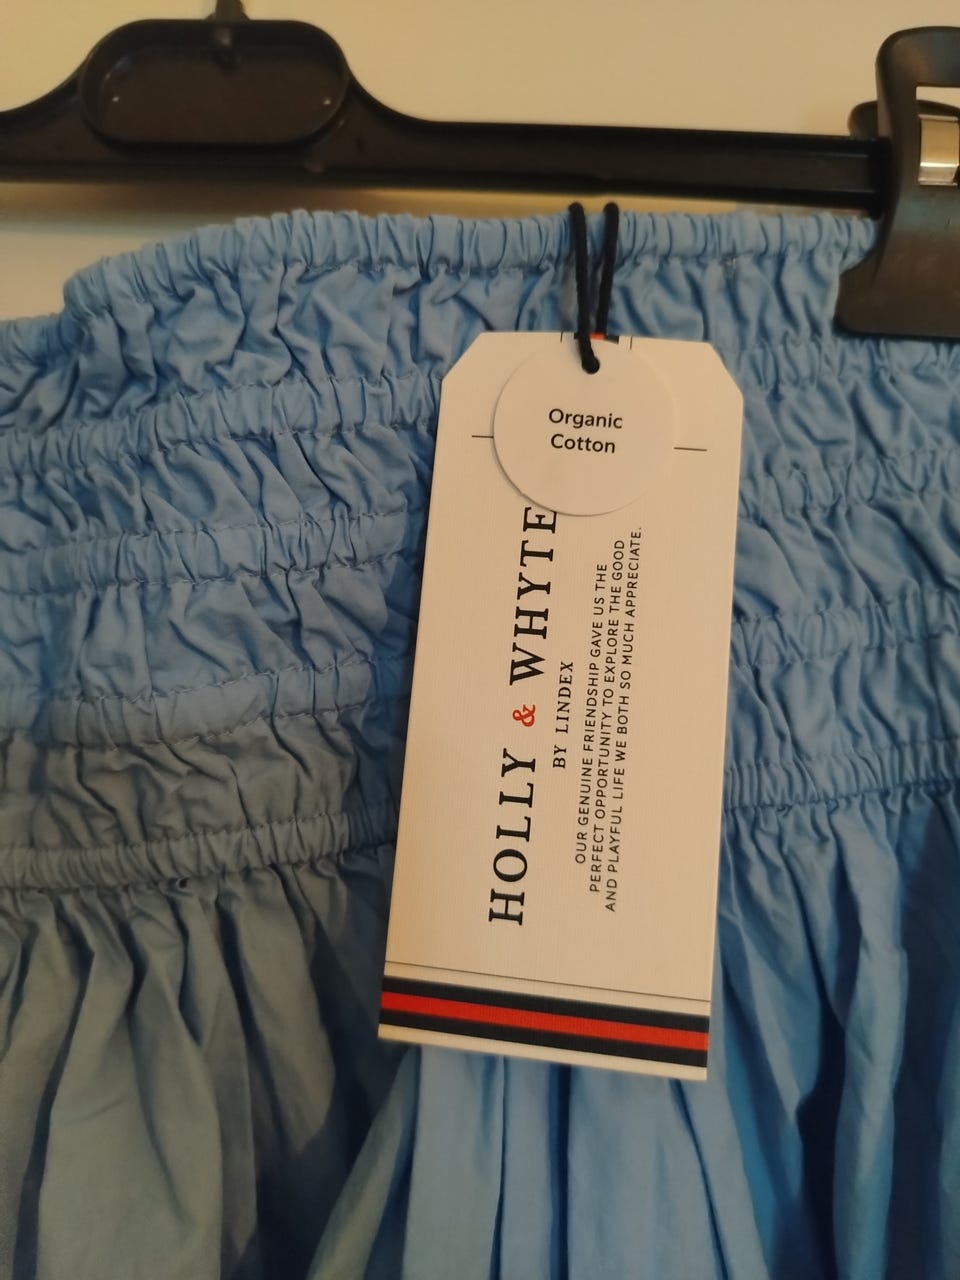 Organic
Cotton
HOLLY & WHYTE
BY LINDEX
OUR GENUINE FRIENDSHIP GAVE US THE
PERFECT OPPORTUNITY TO EXPLORE THE GOOD
AND PLAYFUL LIFE WE BOTH SO MUCH APPRECIATE.